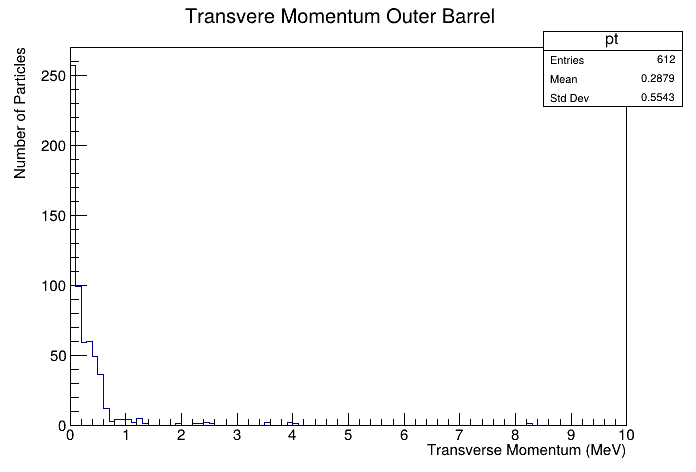 Transvere Momentum Outer Barrel
pt
Entries 612
Mean 0.2879
Std Dev 0.5543
Number of Particles
250
200
150
100
50
0
0 1 2 3 4 5 6 7 8 9 10
Transverse Momentum (MeV)